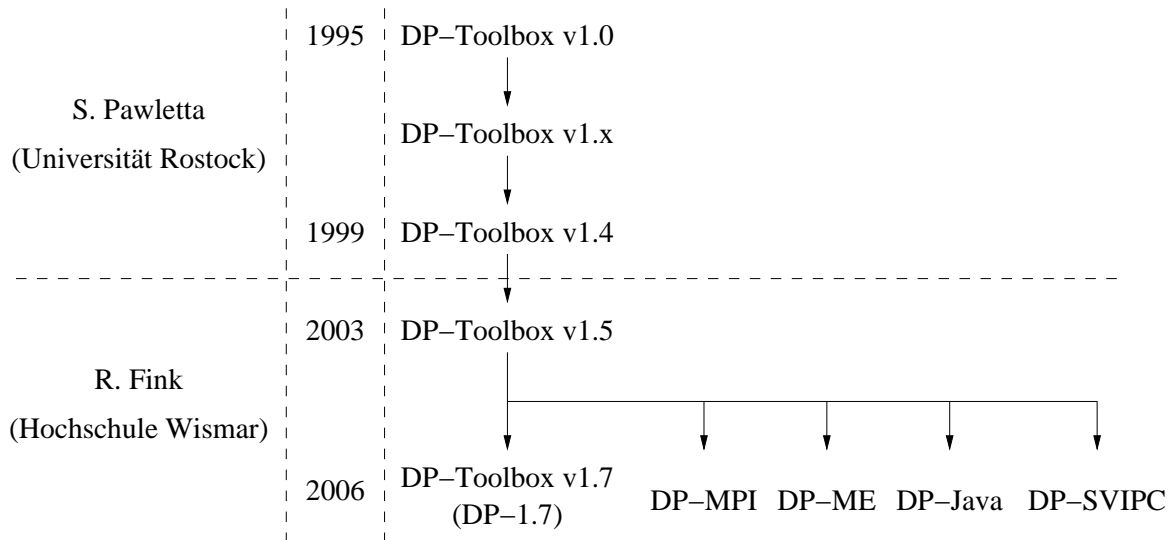 1995 DP–Toolbox v1.0
S. Pawletta
(Universität Rostock)
DP–Toolbox v1.x
1999 DP–Toolbox v1.4
2003 DP–Toolbox v1.5
R. Fink
(Hochschule Wismar)
2006 DP–Toolbox v1.7
(DP–1.7)
DP–MPI DP–ME DP–Java DP–SVIPC